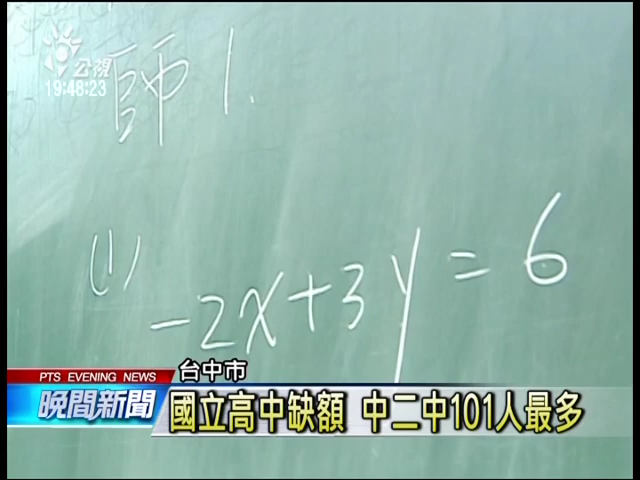 公視
19:48:23
師 1.
(1) -2x+3y=6
台中市
PTS EVENING NEWS
晚間新聞
國立高中缺額 中二中101人最多